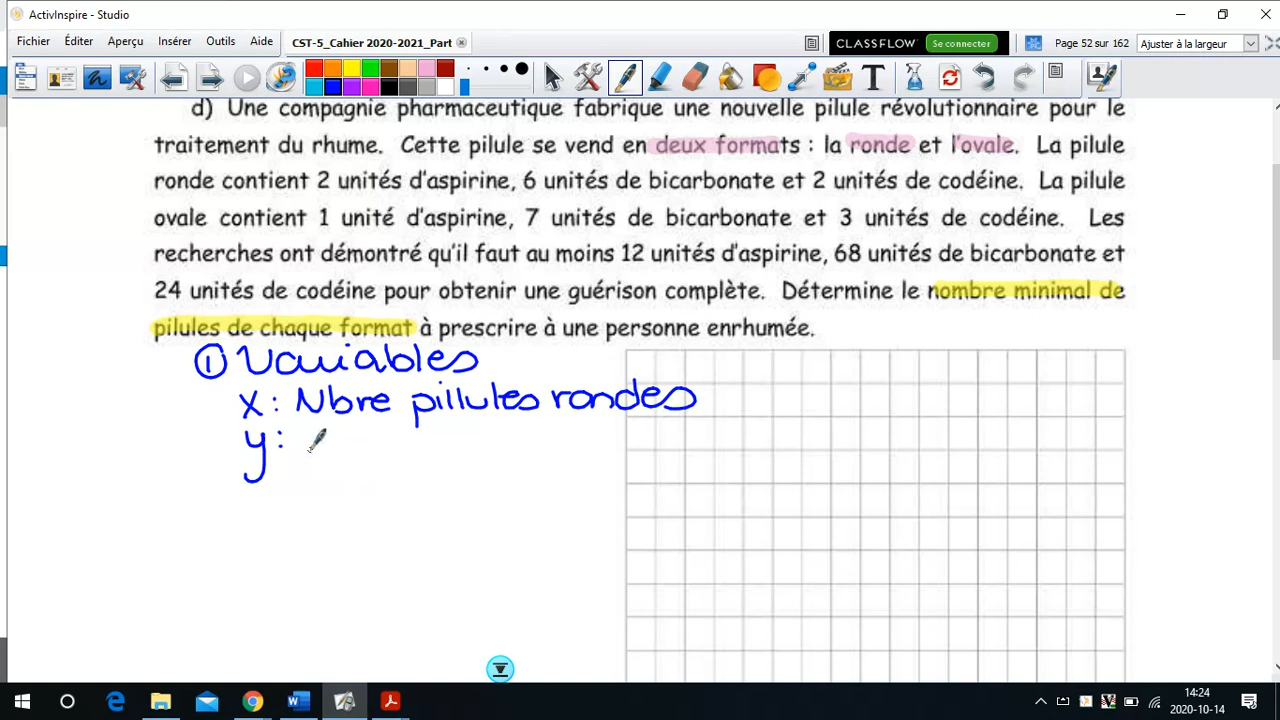 ActivInspire - Studio
Fichier Éditer Aperçu Insérer Outils Aide CST-5_Cahier 2020-2021_Part CLASSFLOW Se connecter Page 52 sur 162 Ajuster à la largeur
d) Une compagnie pharmaceutique fabrique une nouvelle pilule révolutionnaire pour le
traitement du rhume. Cette pilule se vend en deux formats : la ronde et l'ovale. La pilule
ronde contient 2 unités d'aspirine, 6 unités de bicarbonate et 2 unités de codéine. La pilule
ovale contient 1 unité d'aspirine, 7 unités de bicarbonate et 3 unités de codéine. Les
recherches ont démontré qu'il faut au moins 12 unités d'aspirine, 68 unités de bicarbonate et
24 unités de codéine pour obtenir une guérison complète. Détermine le nombre minimal de
pilules de chaque format à prescrire à une personne enrhumée.
① Variables
x : Nbre pillules rondes
y :
14:24
2020-10-14